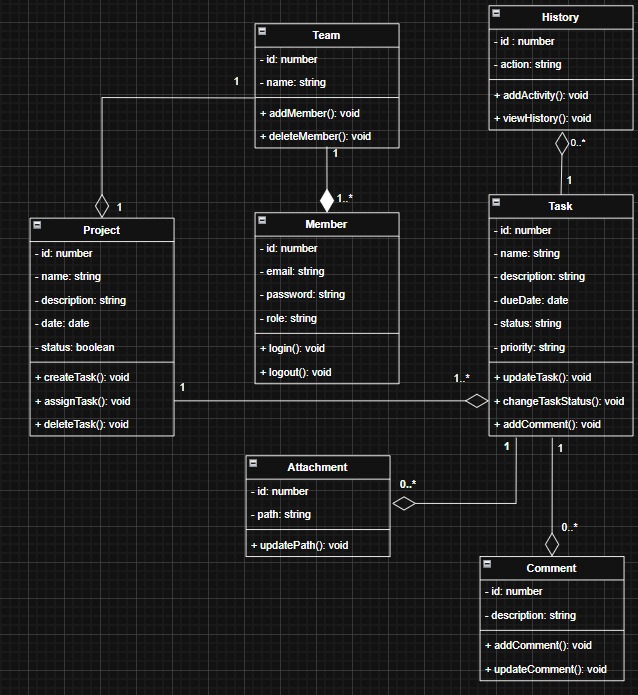 Team
- id: number
- name: string
+ addMember(): void
+ deleteMember(): void
History
- id : number
- action: string
+ addActivity(): void
+ viewHistory(): void
1
1
1
1..*
0..*
1
Project
- id: number
- name: string
- description: string
- date: date
- status: boolean
+ createTask(): void
+ assignTask(): void
+ deleteTask(): void
Member
- id: number
- email: string
- password: string
- role: string
+ login(): void
+ logout(): void
Task
- id: number
- name: string
- description: string
- dueDate: date
- status: string
- priority: string
+ updateTask(): void
+ changeTaskStatus(): void
+ addComment(): void
1
1..*
1
1
0..*
0..*
Attachment
- id: number
- path: string
+ updatePath(): void
Comment
- id: number
- description: string
+ addComment(): void
+ updateComment(): void